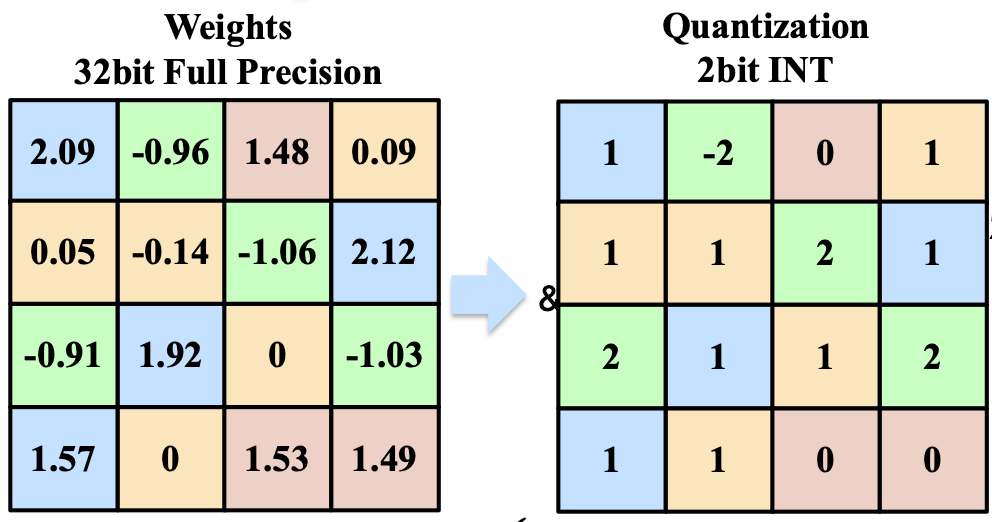 Weights
32bit Full Precision
2.09 -0.96 1.48 0.09
0.05 -0.14 -1.06 2.12
-0.91 1.92 0 -1.03
1.57 0 1.53 1.49
&
Quantization
2bit INT
1 -2 0 1
1 1 2 1
2 1 1 2
1 1 0 0